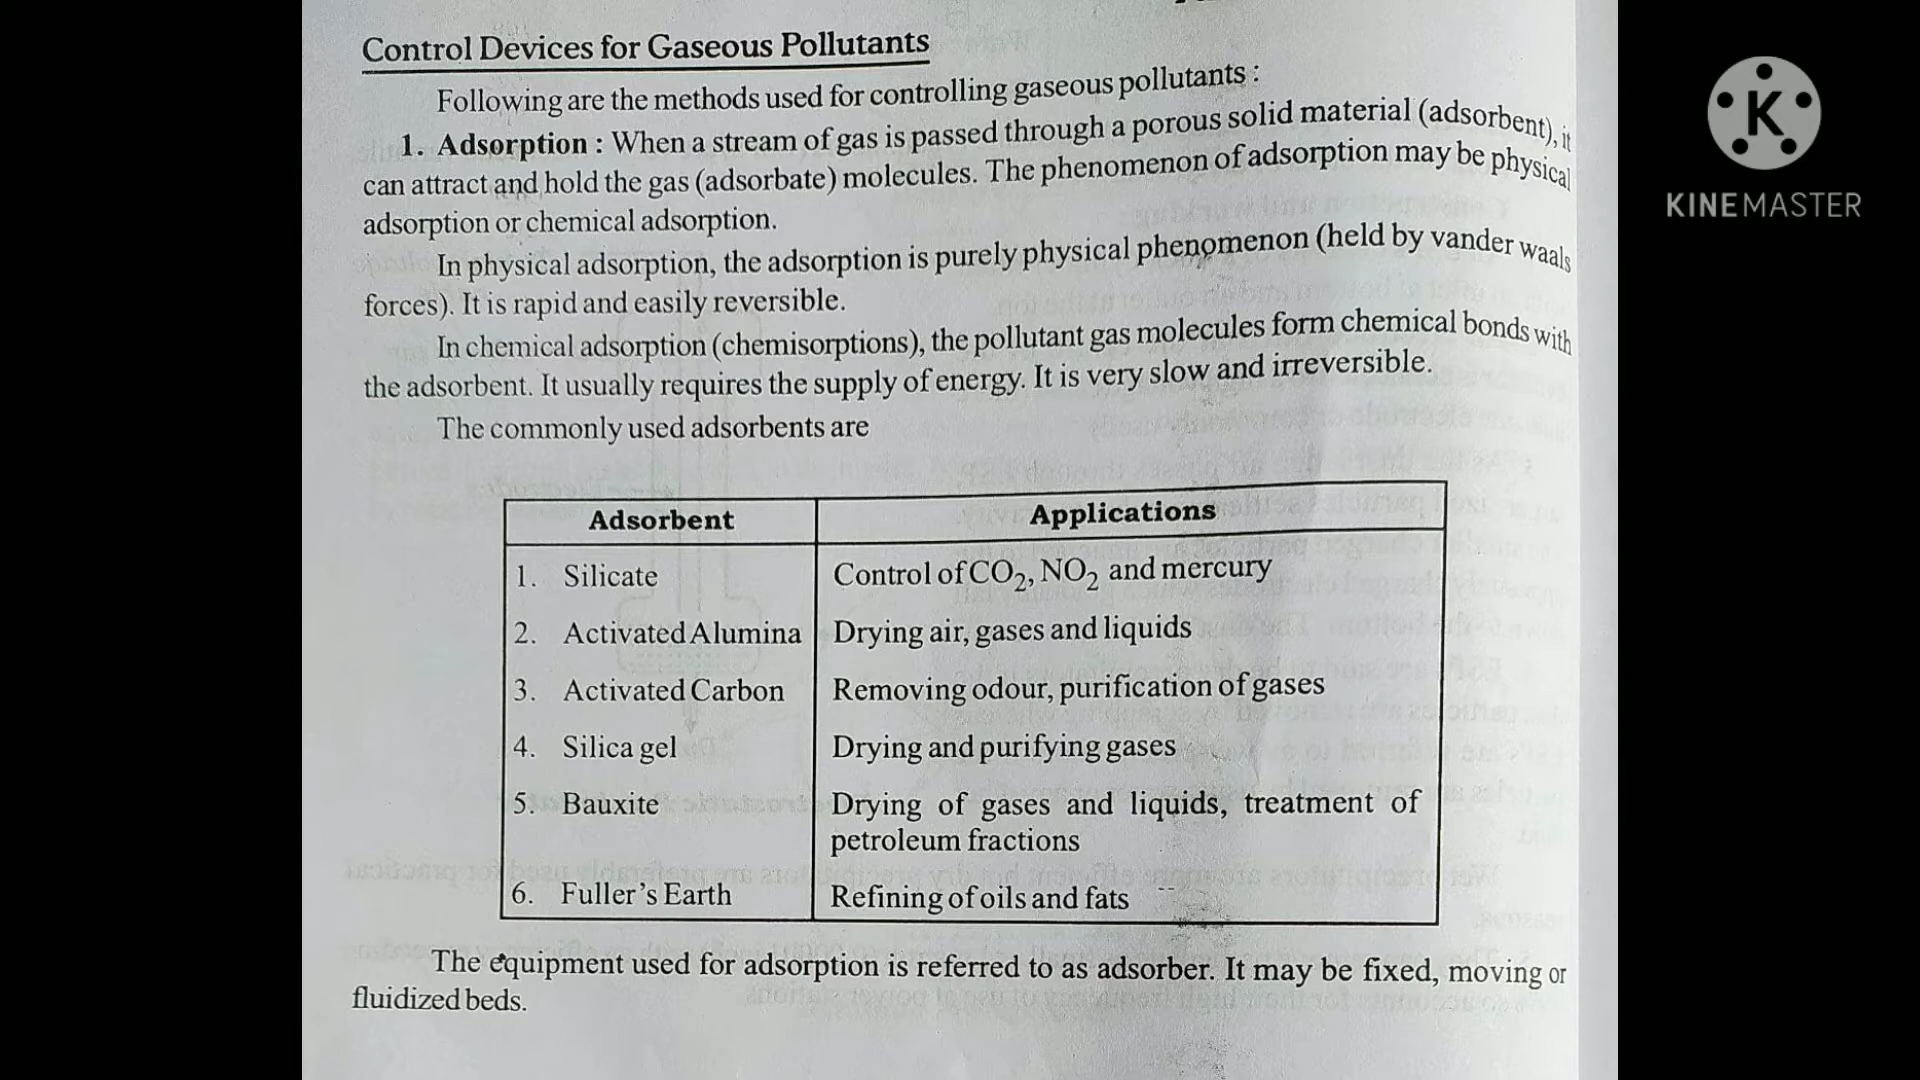 Control Devices for Gaseous Pollutants
Following are the methods used for controlling gaseous pollutants :
1. Adsorption : When a stream of gas is passed through a porous solid material (adsorbent), it
can attract and hold the gas (adsorbate) molecules. The phenomenon of adsorption may be physical
adsorption or chemical adsorption.
In physical adsorption, the adsorption is purely physical phenomenon (held by vander waals
forces). It is rapid and easily reversible.
In chemical adsorption (chemisorptions), the pollutant gas molecules form chemical bonds with
the adsorbent. It usually requires the supply of energy. It is very slow and irreversible.
The commonly used adsorbents are
Adsorbent Applications
1. Silicate Control of CO₂, NO₂ and mercury
2. Activated Alumina Drying air, gases and liquids
3. Activated Carbon Removing odour, purification of gases
4. Silica gel Drying and purifying gases
5. Bauxite Drying of gases and liquids, treatment of
petroleum fractions
6. Fuller's Earth Refining of oils and fats
The equipment used for adsorption is referred to as adsorber. It may be fixed, moving or
fluidized beds.
K
KINEMASTER